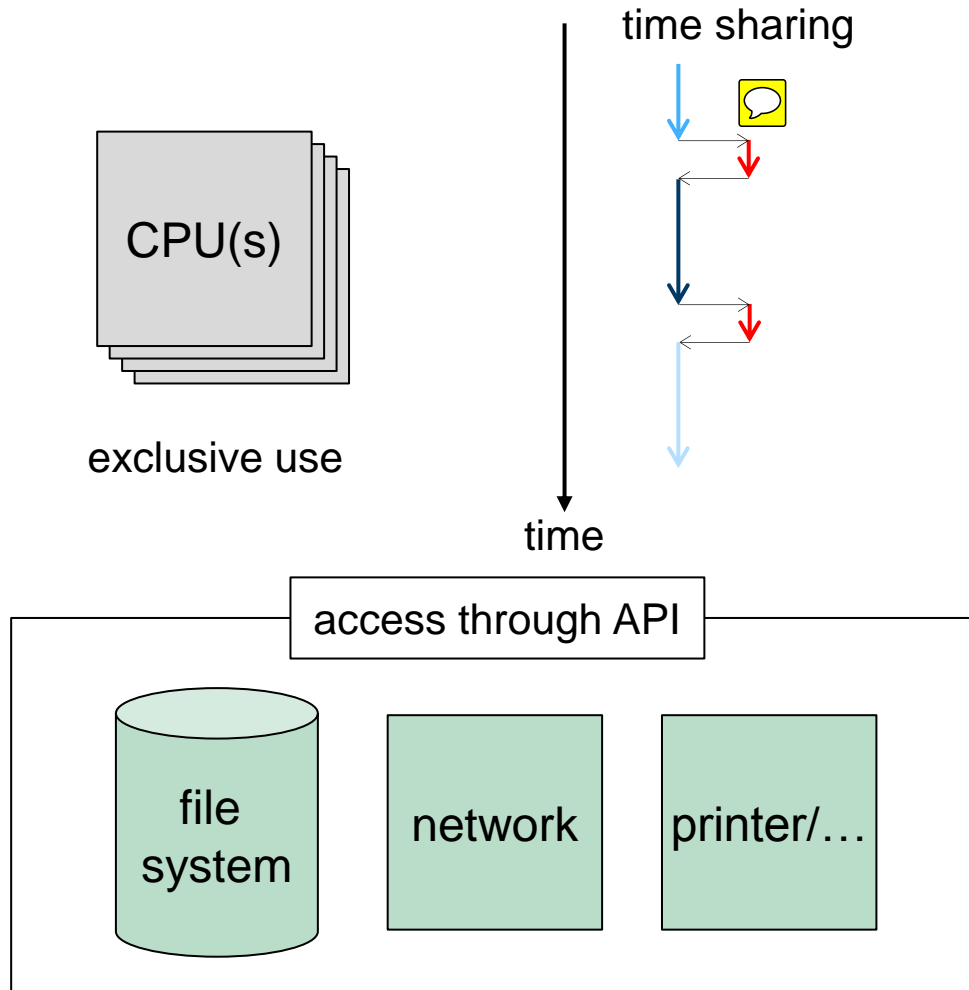 time sharing
CPU(s)
exclusive use
time
access through API
file
system
network
printer/…